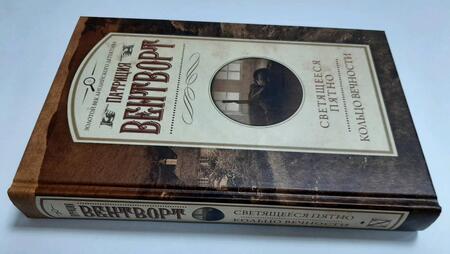 ЗОЛОТОЙ ВЕК АНГЛИЙСКОГО ДЕТЕКТИВА
ПАТРИЦИЯ
ВЕНТВОРТ
СВЕТЯЩЕЕСЯ
ПЯТНО
КОЛЬЦО ВЕЧНОСТИ
ВЕНТВОРТ
СВЕТЯЩЕЕСЯ ПЯТНО
КОЛЬЦО ВЕЧНОСТИ